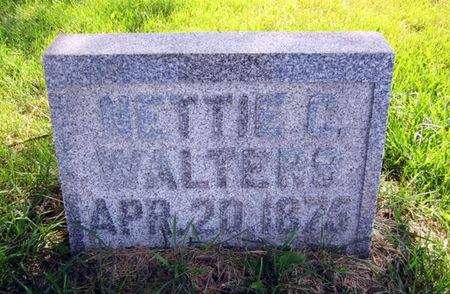 NETTIE C.
WALTERS
APR. 20, 1875